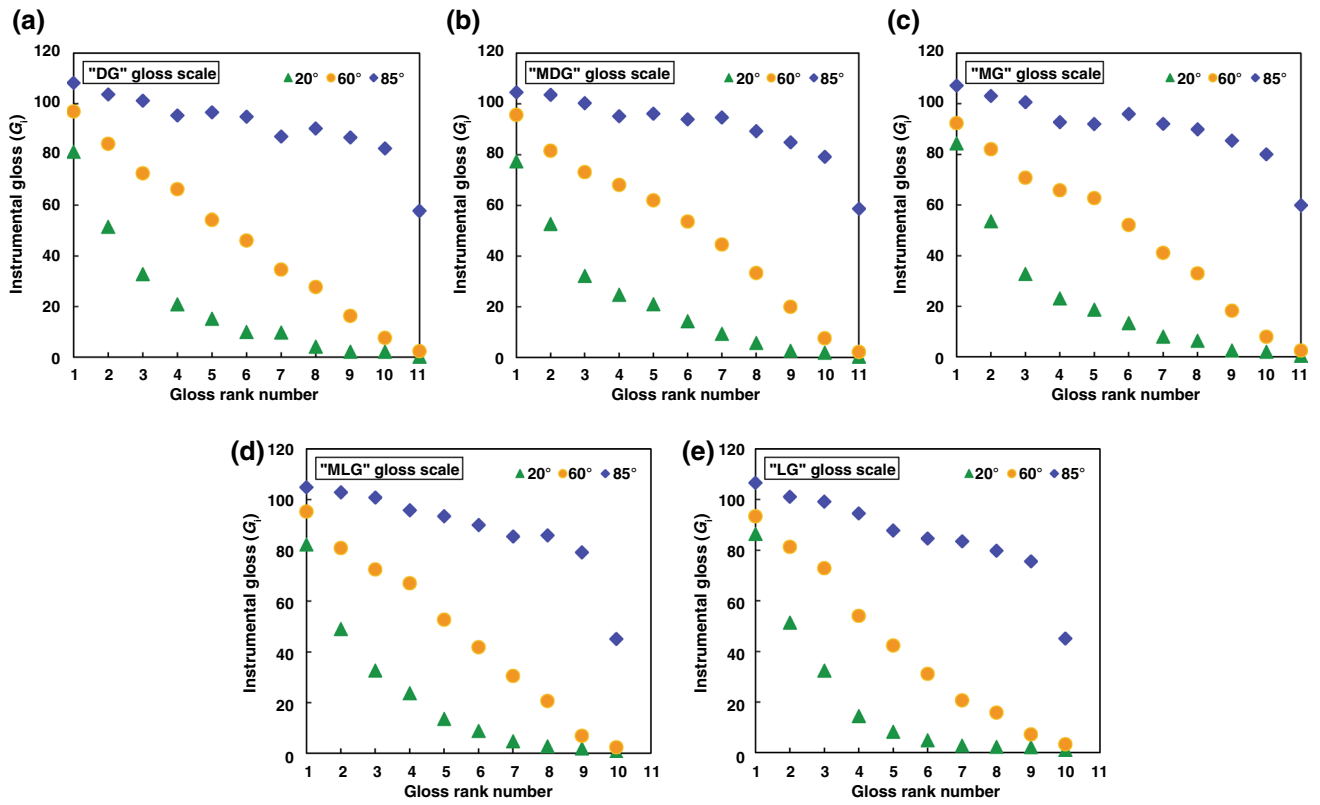 (a)
"DG" gloss scale
20° 60° 85°
Instrumental gloss (Gi)
120
100
80
60
40
20
0
1 2 3 4 5 6 7 8 9 10 11
Gloss rank number
(b)
"MDG" gloss scale
20° 60° 85°
Instrumental gloss (Gi)
120
100
80
60
40
20
0
1 2 3 4 5 6 7 8 9 10 11
Gloss rank number
(c)
"MG" gloss scale
20° 60° 85°
Instrumental gloss (Gi)
120
100
80
60
40
20
0
1 2 3 4 5 6 7 8 9 10 11
Gloss rank number
(d)
"MLG" gloss scale
20° 60° 85°
Instrumental gloss (Gi)
120
100
80
60
40
20
0
1 2 3 4 5 6 7 8 9 10 11
Gloss rank number
(e)
"LG" gloss scale
20° 60° 85°
Instrumental gloss (Gi)
120
100
80
60
40
20
0
1 2 3 4 5 6 7 8 9 10 11
Gloss rank number